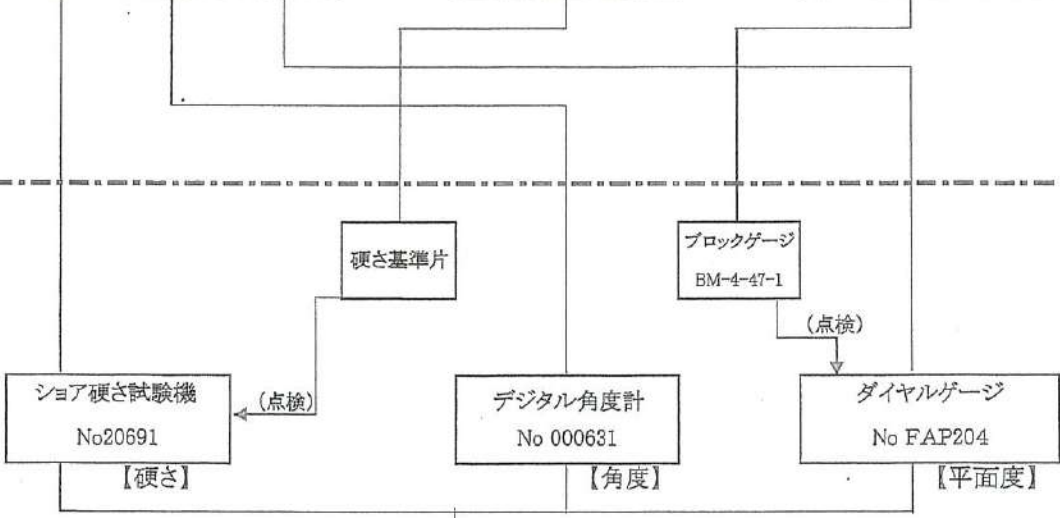 硬さ基準片
ブロックゲージ
BM-4-47-1
(点検)
ショア硬さ試験機
No20691
(点検)
デジタル角度計
No 000631
ダイヤルゲージ
No FAP204
【硬さ】
【角度】
【平面度】